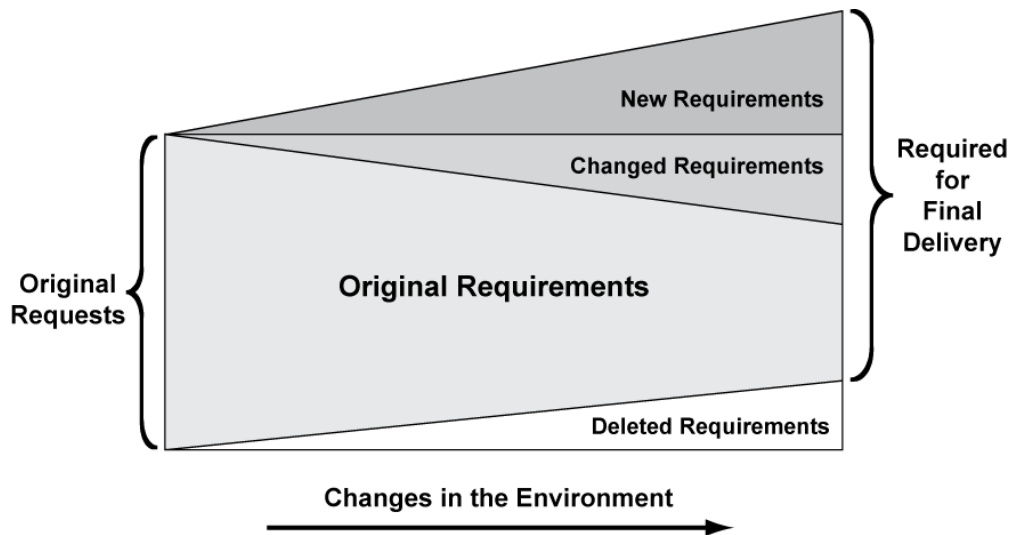 New Requirements
Changed Requirements
Required
for
Final
Delivery
Original
Requests
Original Requirements
Deleted Requirements
Changes in the Environment